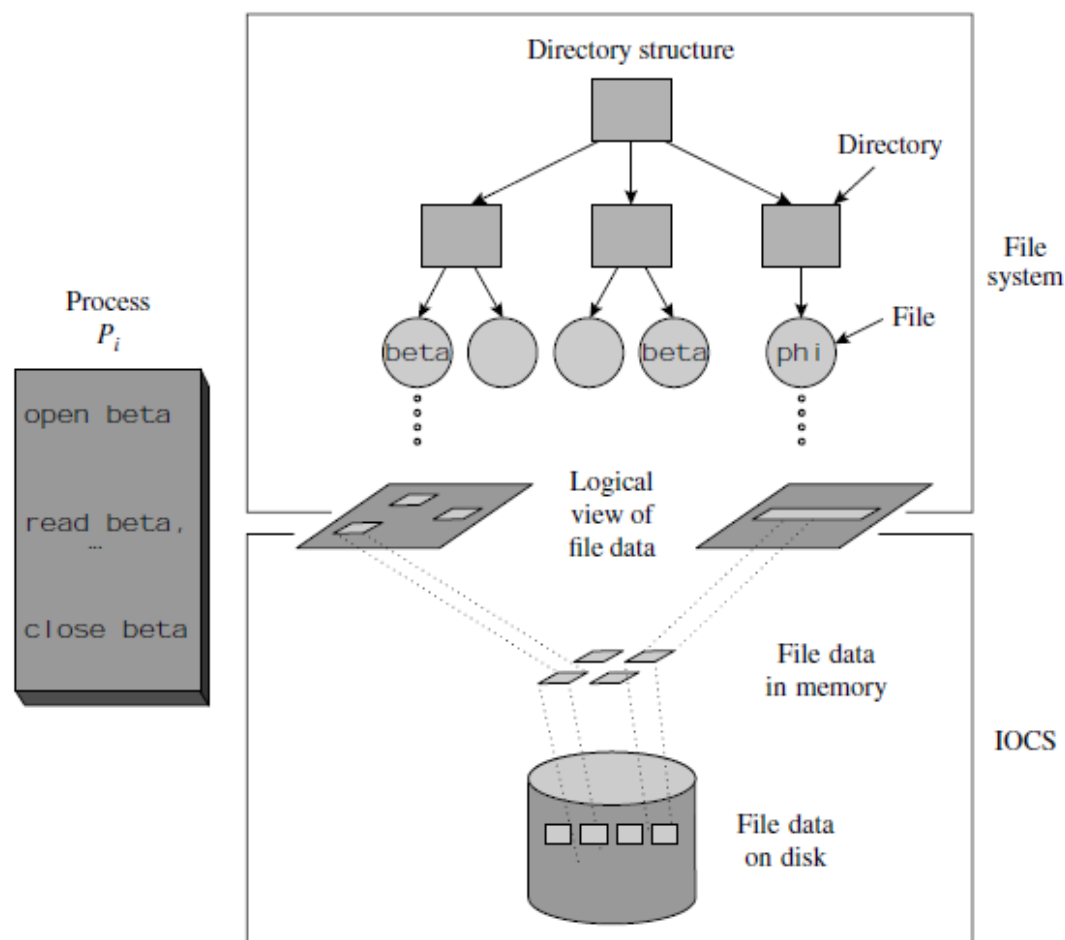 Directory structure
Directory
File
system
Process
P_i
File
beta
beta
phi
open beta
read beta,
...
close beta
Logical
view of
file data
File data
in memory
IOCS
File data
on disk